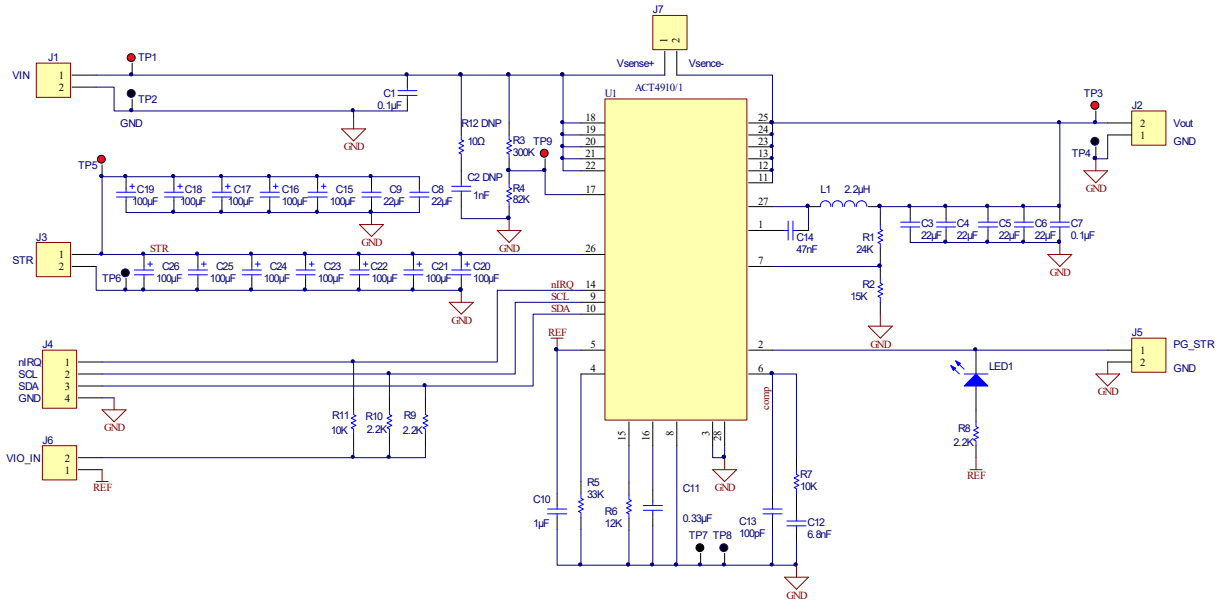 J7
1 2
Vsense+ Vsence-
J1
VIN
1
2
TP1
TP2
GND
C1
0.1µF
GND
R12 DNP
10Ω
C2 DNP
1nF
R3
300K
R4
82K
GND
TP9
U1
ACT4910/1
18
19
20
21
22
17
26
14
9
10
5
4
25
24
23
13
12
11
27
1
7
2
6
15
16
8
3
28
TP3
J2
2
1
Vout
GND
TP4
GND
TP5
C19
100µF
C18
100µF
C17
100µF
C16
100µF
C15
100µF
C9
22µF
C8
22µF
GND
L1 2.2µH
C14
47nF
R1
24K
R2
15K
GND
C3
22µF
C4
22µF
C5
22µF
C6
22µF
C7
0.1µF
GND
J3
STR
1
2
STR
TP6
C26
100µF
C25
100µF
C24
100µF
C23
100µF
C22
100µF
C21
100µF
C20
100µF
GND
nIRQ
SCL
SDA
REF
J4
nIRQ
SCL
SDA
GND
1
2
3
4
GND
R11
10K
R10
2.2K
R9
2.2K
J6
VIO_IN
2
1
REF
J5
1
2
PG_STR
GND
GND
LED1
R8
2.2K
REF
comp
C10
1µF
R5
33K
R6
12K
C11
0.33µF
GND
TP7 TP8
C13
100pF
R7
10K
C12
6.8nF
GND